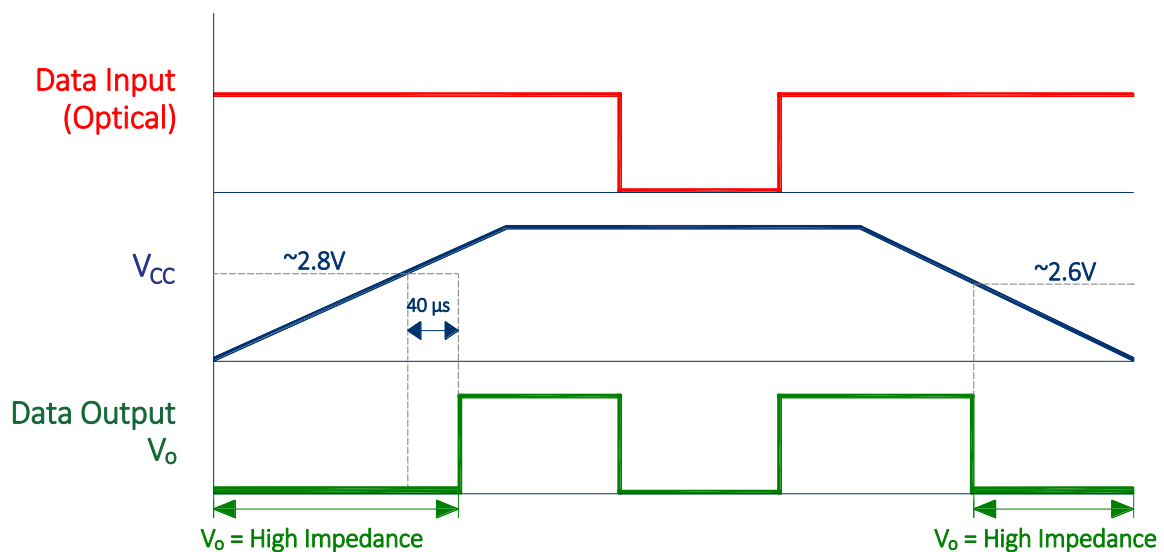 Data Input
(Optical)
~2.8V
VCC
~2.6V
40 µs
Data Output
Vo
Vo = High Impedance
Vo = High Impedance